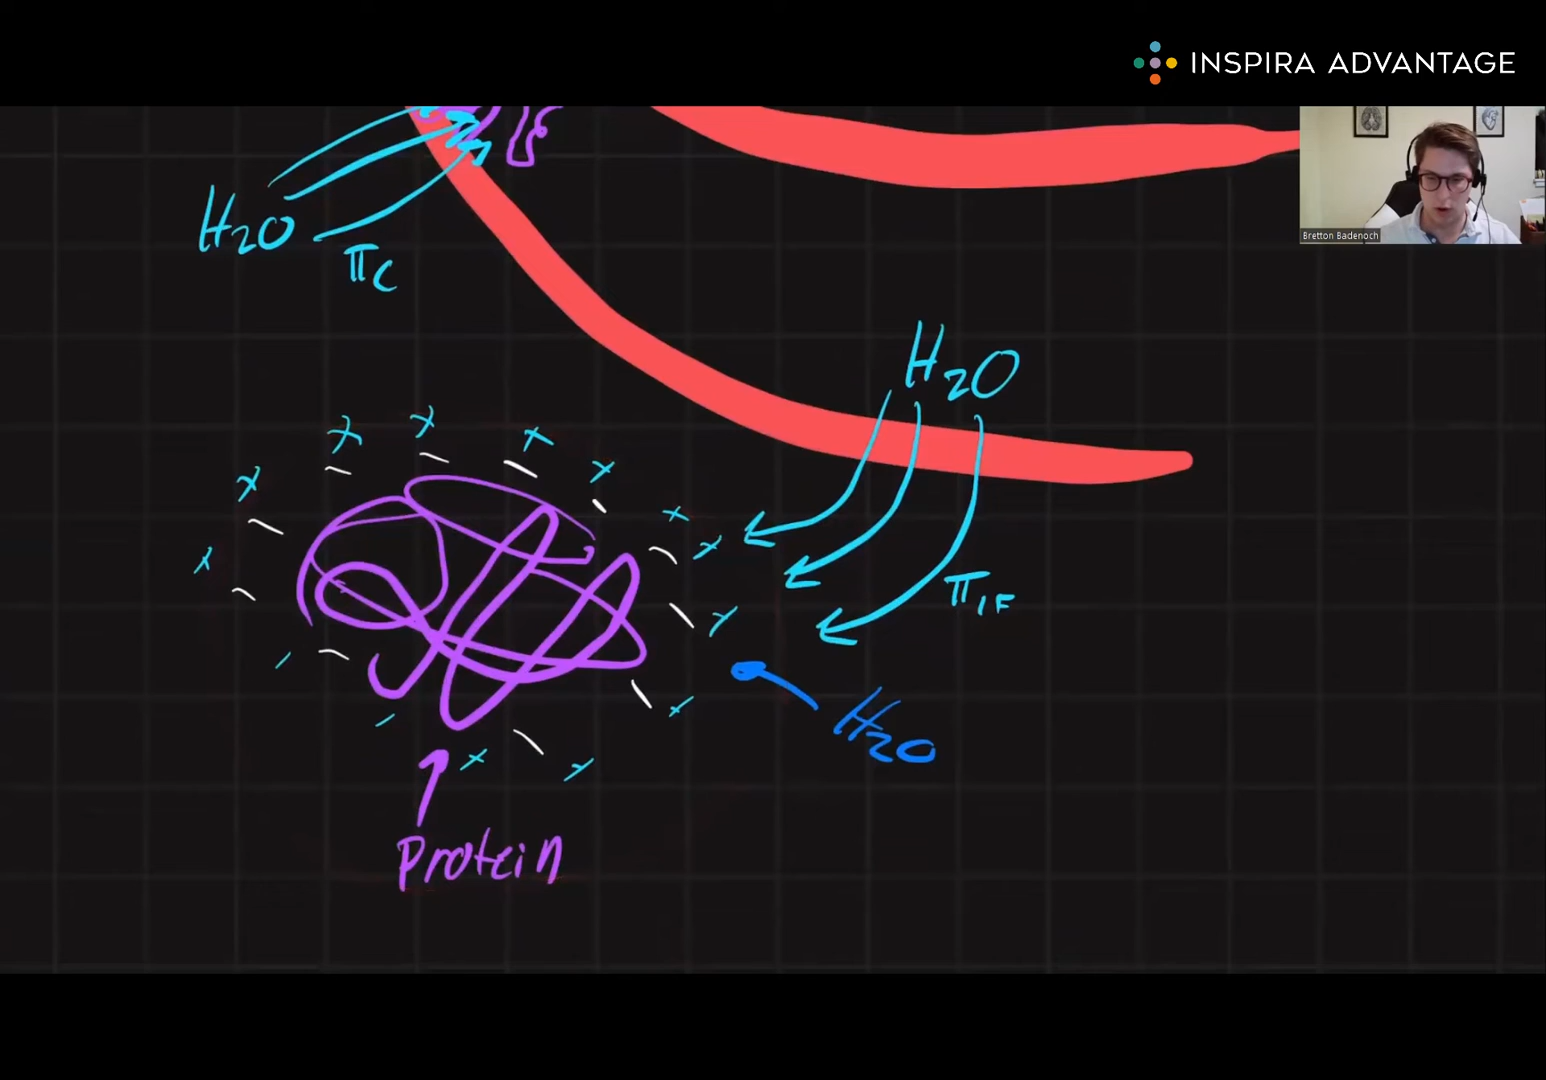 INSPIRA ADVANTAGE
Bretton Badenoch
H2O
πc
H2O
πIF
H2O
Protein